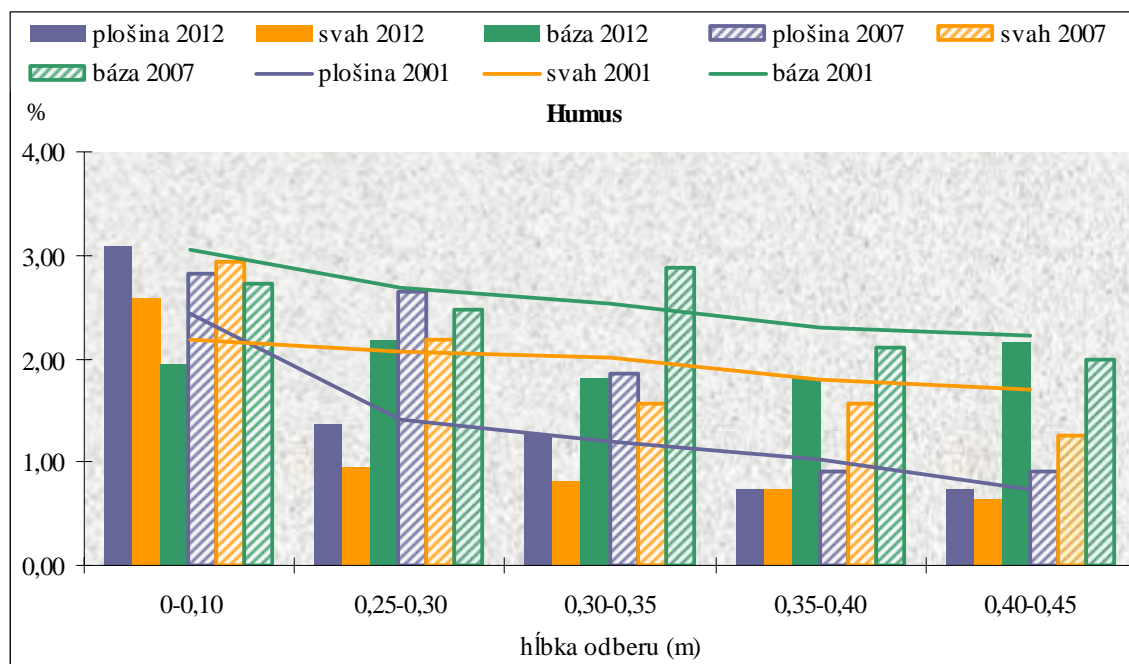 plošina 2012 svah 2012 báza 2012 plošina 2007 svah 2007
báza 2007 plošina 2001 svah 2001 báza 2001
%
Humus
4,00
3,00
2,00
1,00
0,00
0-0,10 0,25-0,30 0,30-0,35 0,35-0,40 0,40-0,45
hĺbka odberu (m)